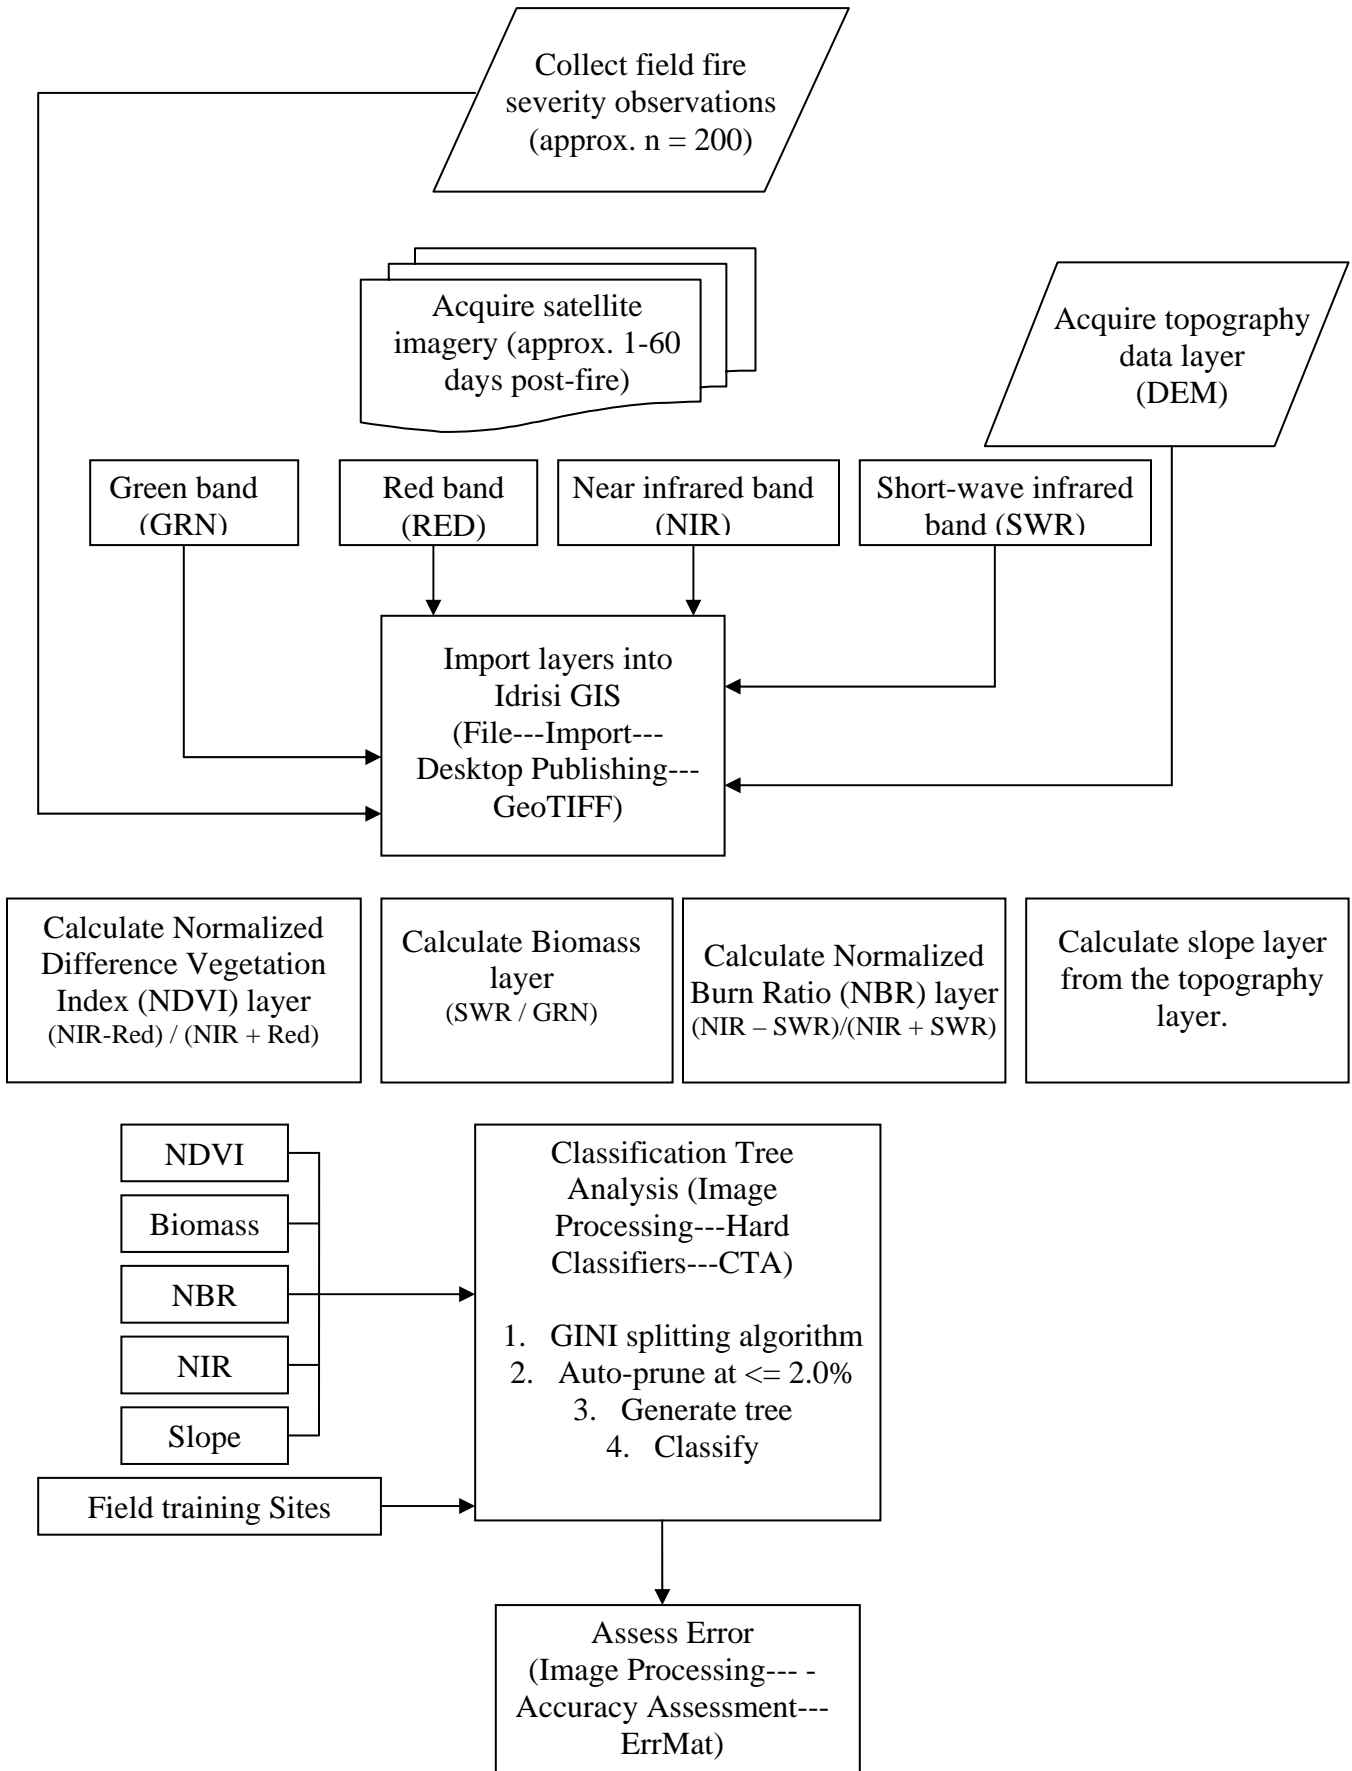 Collect field fire
severity observations
(approx. n = 200)
Acquire satellite
imagery (approx. 1-60
days post-fire)
Acquire topography
data layer
(DEM)
Green band
(GRN)
Red band
(RED)
Near infrared band
(NIR)
Short-wave infrared
band (SWR)
Import layers into
Idrisi GIS
(File---Import---
Desktop Publishing---
GeoTIFF)
Calculate Normalized
Difference Vegetation
Index (NDVI) layer
(NIR-Red) / (NIR + Red)
Calculate Biomass
layer
(SWR / GRN)
Calculate Normalized
Burn Ratio (NBR) layer
(NIR – SWR)/(NIR + SWR)
Calculate slope layer
from the topography
layer.
NDVI
Biomass
NBR
NIR
Slope
Field training Sites
Classification Tree
Analysis (Image
Processing---Hard
Classifiers---CTA)
1. GINI splitting algorithm
2. Auto-prune at <= 2.0%
3. Generate tree
4. Classify
Assess Error
(Image Processing--- -
Accuracy Assessment---
ErrMat)